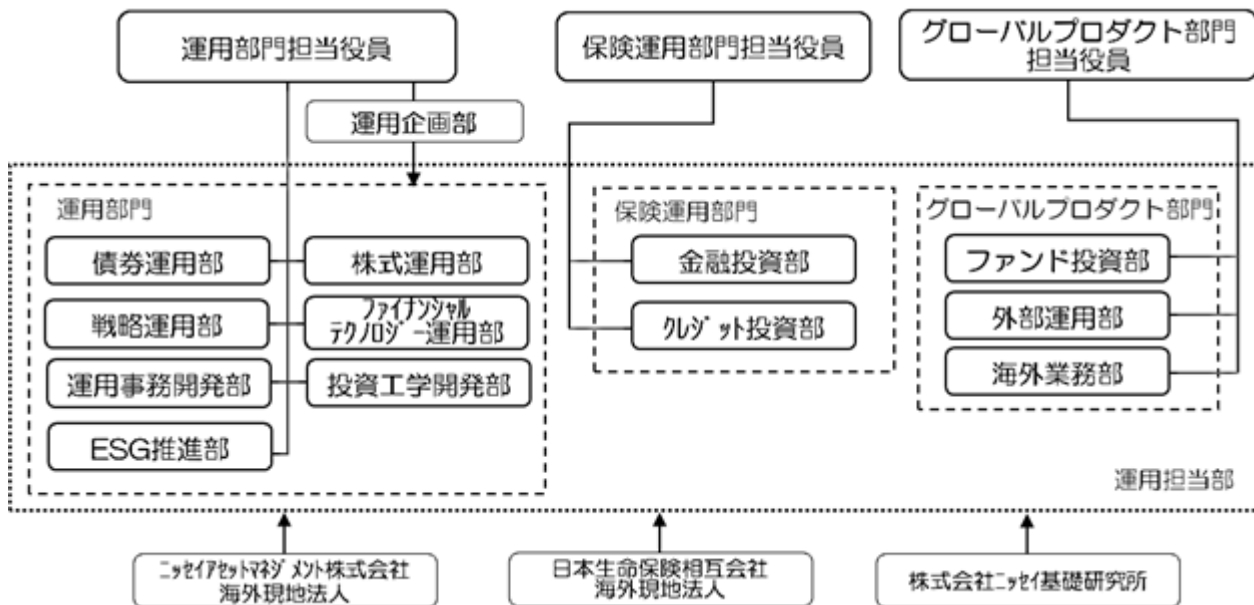 運用部門担当役員
保険運用部門担当役員
グローバルプロダクト部門
担当役員
運用企画部
運用部門
債券運用部
株式運用部
戦略運用部
ファイナンシャル
テクノロジー運用部
運用事務開発部
投資工学開発部
ESG推進部
保険運用部門
金融投資部
クレジット投資部
グローバルプロダクト部門
ファンド投資部
外部運用部
海外業務部
運用担当部
ニッセイアセットマネジメント株式会社
海外現地法人
日本生命保険相互会社
海外現地法人
株式会社ニッセイ基礎研究所